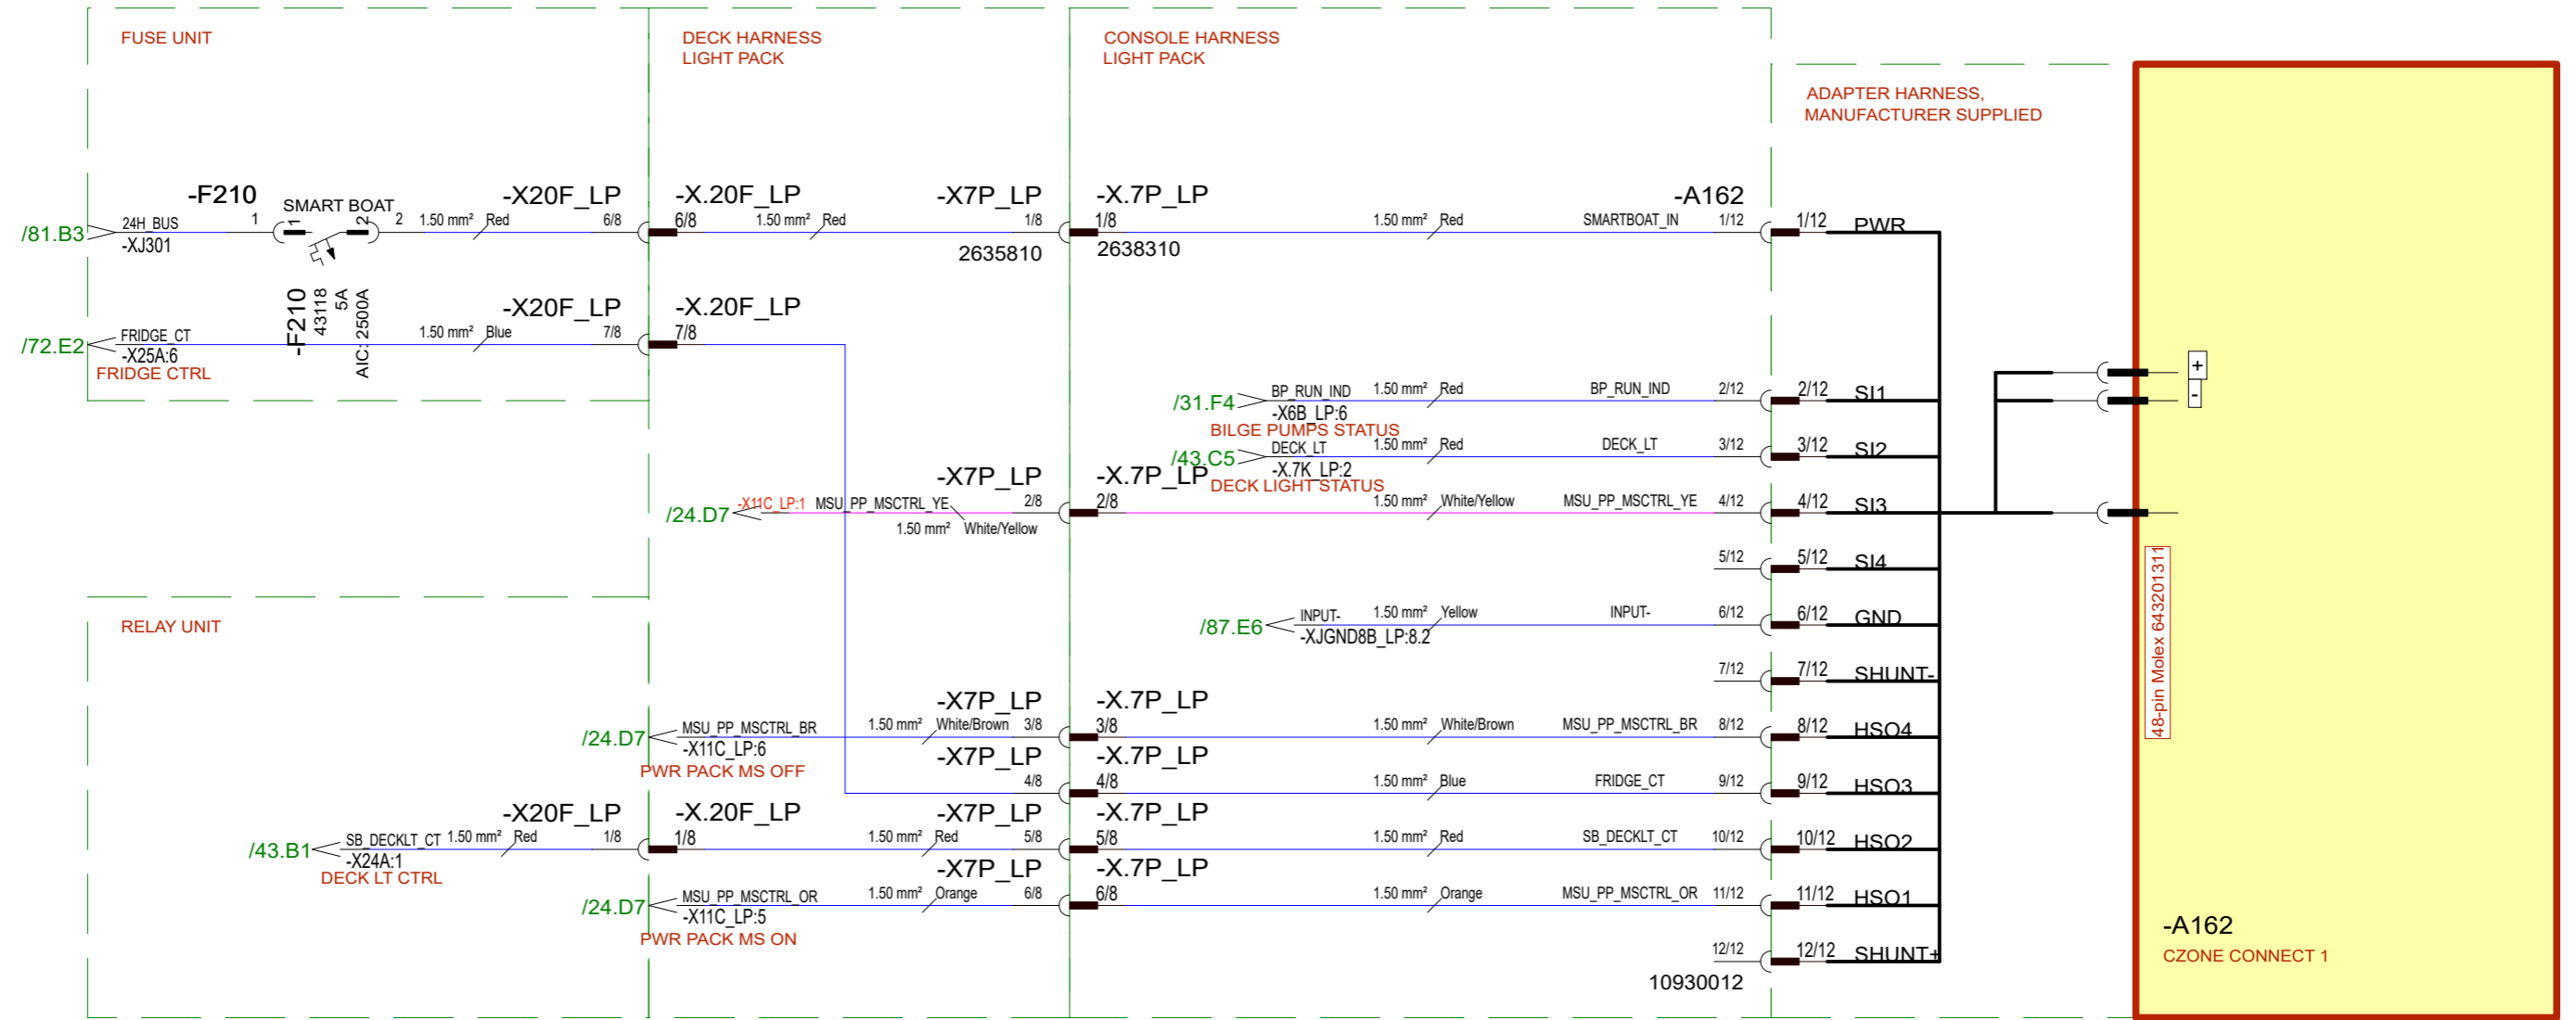 FUSE UNIT
DECK HARNESS
LIGHT PACK
CONSOLE HARNESS
LIGHT PACK
ADAPTER HARNESS,
MANUFACTURER SUPPLIED
-F210
SMART BOAT
-X20F_LP
-X.20F_LP
-X7P_LP
-X.7P_LP
-A162
/81.B3
24H_BUS
-XJ301
1
1
2
2
1.50 mm² Red
6/8
6/8
1.50 mm² Red
1/8
2635810
1/8
2638310
1.50 mm² Red
SMARTBOAT_IN
1/12
1/12
PWR
-F210
43118
5A
AIC: 2500A
-X20F_LP
-X.20F_LP
/72.E2
FRIDGE_CT
-X25A:6
FRIDGE CTRL
1.50 mm² Blue
7/8
7/8
+
-
/31.F4
BP_RUN_IND
-X6B_LP:6
BILGE PUMPS STATUS
1.50 mm² Red
BP_RUN_IND
2/12
2/12
SI1
/43.C5
DECK_LT
-X.7K_LP:2
DECK LIGHT STATUS
1.50 mm² Red
DECK_LT
3/12
3/12
SI2
-X7P_LP
-X.7P_LP
/24.D7
-X11C_LP:1
MSU_PP_MSCTRL_YE
1.50 mm² White/Yellow
2/8
2/8
1.50 mm² White/Yellow
MSU_PP_MSCTRL_YE
4/12
4/12
SI3
5/12
5/12
SI4
48-pin Molex 643201311
RELAY UNIT
/87.E6
INPUT-
-XJGND8B_LP:8.2
1.50 mm² Yellow
INPUT-
6/12
6/12
GND
7/12
7/12
SHUNT-
-X7P_LP
-X.7P_LP
/24.D7
MSU_PP_MSCTRL_BR
-X11C_LP:6
PWR PACK MS OFF
1.50 mm² White/Brown
3/8
3/8
1.50 mm² White/Brown
MSU_PP_MSCTRL_BR
8/12
8/12
HSO4
-X7P_LP
-X.7P_LP
4/8
4/8
1.50 mm² Blue
FRIDGE_CT
9/12
9/12
HSO3
-X20F_LP
-X.20F_LP
-X7P_LP
-X.7P_LP
/43.B1
SB_DECKLT_CT
-X24A:1
DECK LT CTRL
1.50 mm² Red
1/8
1/8
1.50 mm² Red
5/8
5/8
1.50 mm² Red
SB_DECKLT_CT
10/12
10/12
HSO2
-X7P_LP
-X.7P_LP
/24.D7
MSU_PP_MSCTRL_OR
-X11C_LP:5
PWR PACK MS ON
1.50 mm² Orange
6/8
6/8
1.50 mm² Orange
MSU_PP_MSCTRL_OR
11/12
11/12
HSO1
12/12
12/12
SHUNT+
10930012
-A162
CZONE CONNECT 1